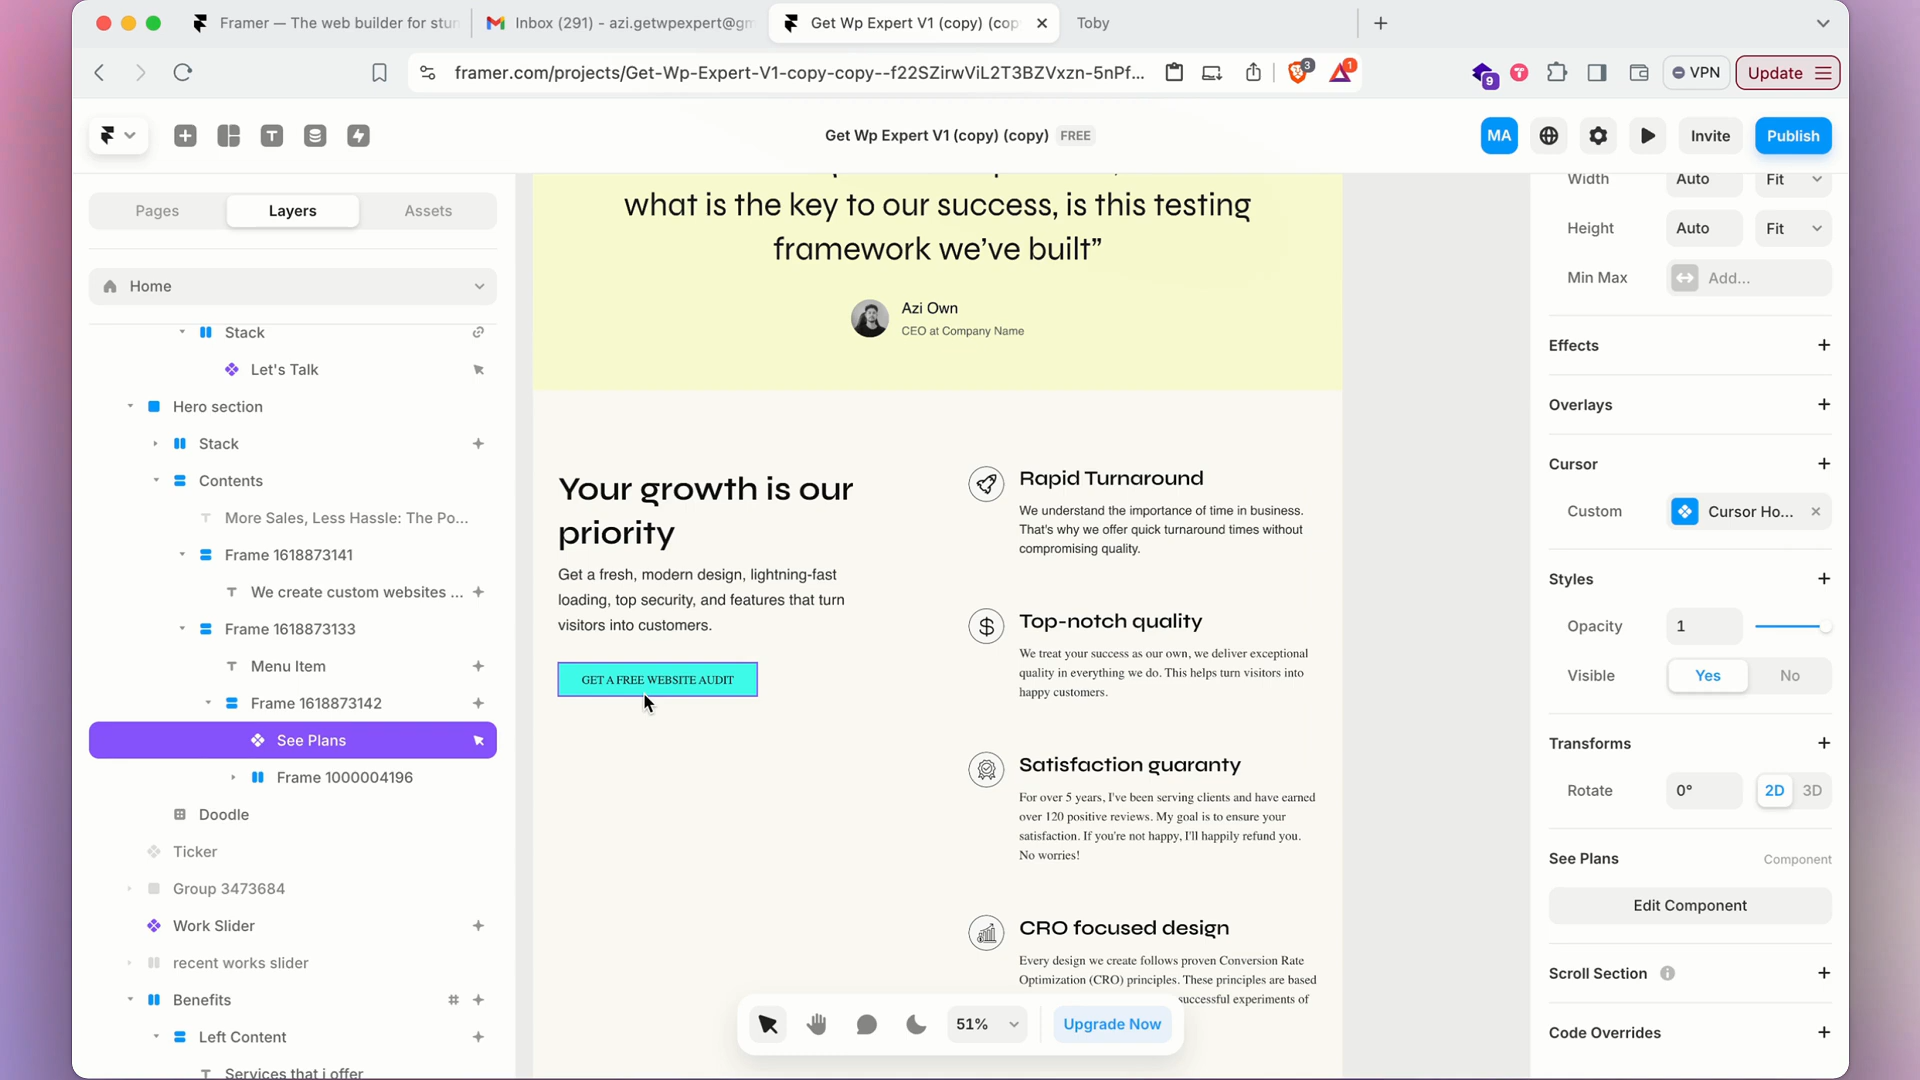 Framer — The web builder for stun
Inbox (291) - azi.getwpexpert@gm
Get Wp Expert V1 (copy) (cop
Toby
framer.com/projects/Get-Wp-Expert-V1-copy-copy--f22SZirwViL2T3BZVxzn-5nPf...
3
1
9
VPN
Update
Get Wp Expert V1 (copy) (copy) FREE
MA
Invite
Publish
Pages
Layers
Assets
Home
Stack
Let's Talk
Hero section
Stack
Contents
More Sales, Less Hassle: The Po...
Frame 1618873141
We create custom websites ...
Frame 1618873133
Menu Item
Frame 1618873142
See Plans
Frame 1000004196
Doodle
Ticker
Group 3473684
Work Slider
recent works slider
Benefits
Left Content
Services that i offer
what is the key to our success, is this testing
framework we've built”
Azi Own
CEO at Company Name
Your growth is our
priority
Get a fresh, modern design, lightning-fast
loading, top security, and features that turn
visitors into customers.
GET A FREE WEBSITE AUDIT
Rapid Turnaround
We understand the importance of time in business.
That's why we offer quick turnaround times without
compromising quality.
Top-notch quality
We treat your success as our own, we deliver exceptional
quality in everything we do. This helps turn visitors into
happy customers.
Satisfaction guaranty
For over 5 years, I've been serving clients and have earned
over 120 positive reviews. My goal is to ensure your
satisfaction. If you're not happy, I'll happily refund you.
No worries!
CRO focused design
Every design we create follows proven Conversion Rate
Optimization (CRO) principles. These principles are based
successful experiments of
51%
Upgrade Now
Width Auto Fit
Height Auto Fit
Min Max Add...
Effects
Overlays
Cursor
Custom Cursor Ho...
Styles
Opacity 1
Visible Yes No
Transforms
Rotate 0° 2D 3D
See Plans Component
Edit Component
Scroll Section
Code Overrides